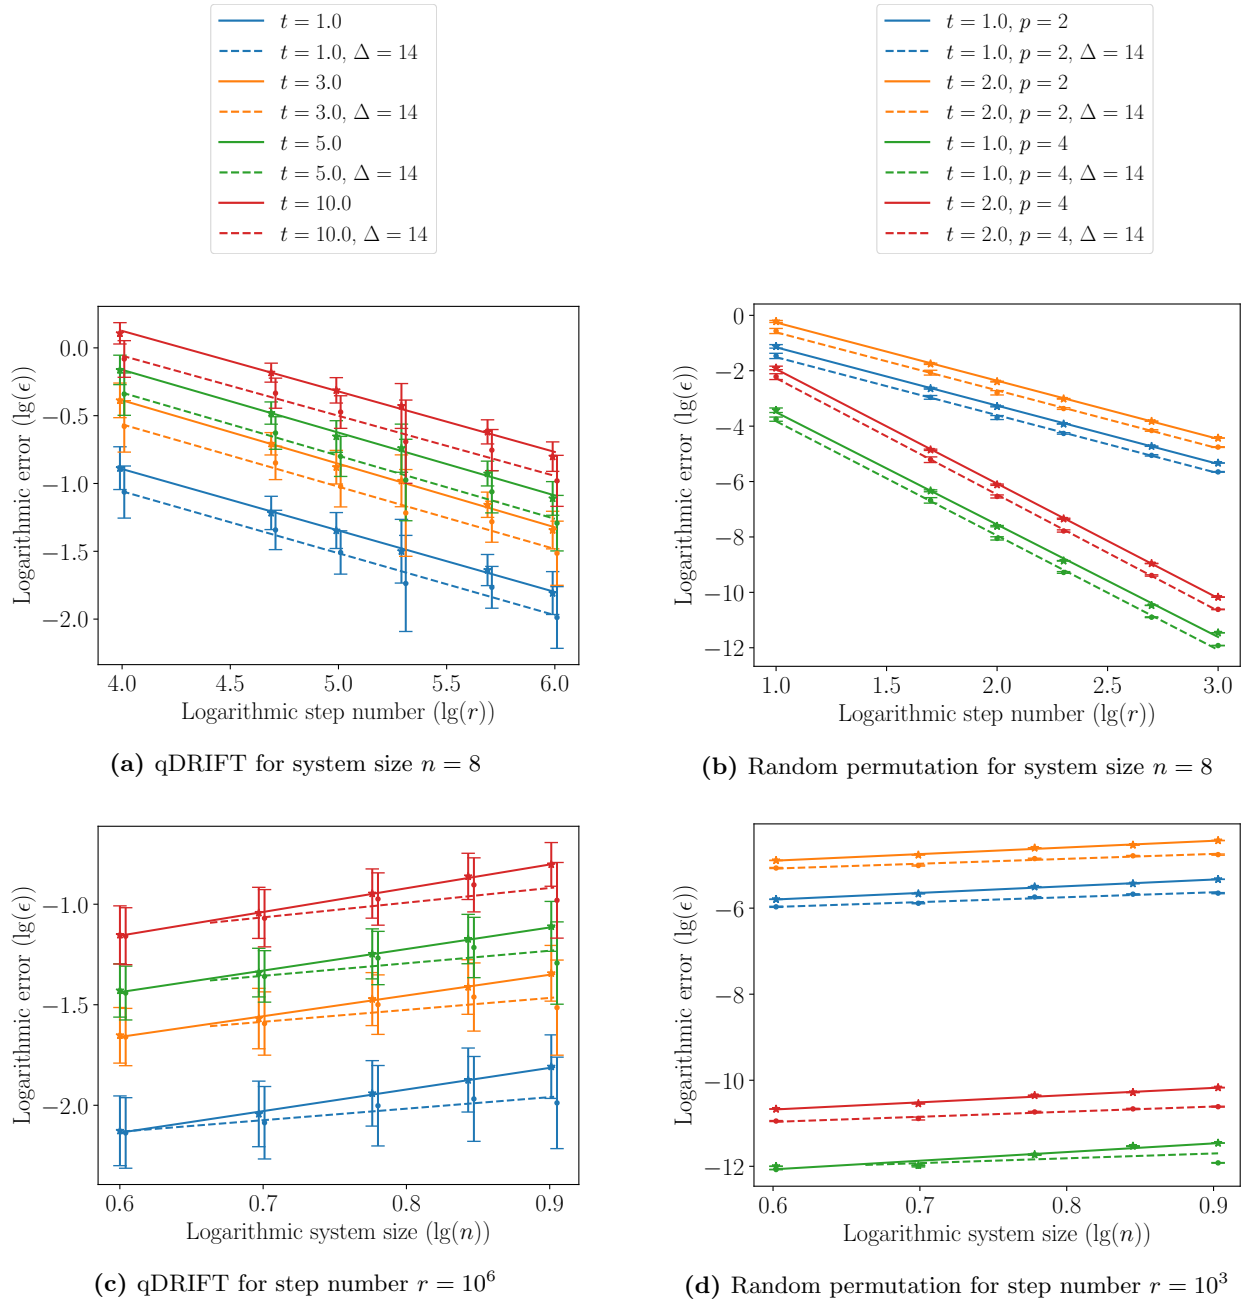 t = 1.0
t = 1.0, Δ = 14
t = 3.0
t = 3.0, Δ = 14
t = 5.0
t = 5.0, Δ = 14
t = 10.0
t = 10.0, Δ = 14
t = 1.0, p = 2
t = 1.0, p = 2, Δ = 14
t = 2.0, p = 2
t = 2.0, p = 2, Δ = 14
t = 1.0, p = 4
t = 1.0, p = 4, Δ = 14
t = 2.0, p = 4
t = 2.0, p = 4, Δ = 14
Logarithmic error (lg(ϵ))
0.0
−0.5
−1.0
−1.5
−2.0
4.0 4.5 5.0 5.5 6.0
Logarithmic step number (lg(r))
(a) qDRIFT for system size n = 8
Logarithmic error (lg(ϵ))
0
−2
−4
−6
−8
−10
−12
1.0 1.5 2.0 2.5 3.0
Logarithmic step number (lg(r))
(b) Random permutation for system size n = 8
Logarithmic error (lg(ϵ))
−1.0
−1.5
−2.0
0.6 0.7 0.8 0.9
Logarithmic system size (lg(n))
(c) qDRIFT for step number r = 10⁶
Logarithmic error (lg(ϵ))
−6
−8
−10
−12
0.6 0.7 0.8 0.9
Logarithmic system size (lg(n))
(d) Random permutation for step number r = 10³